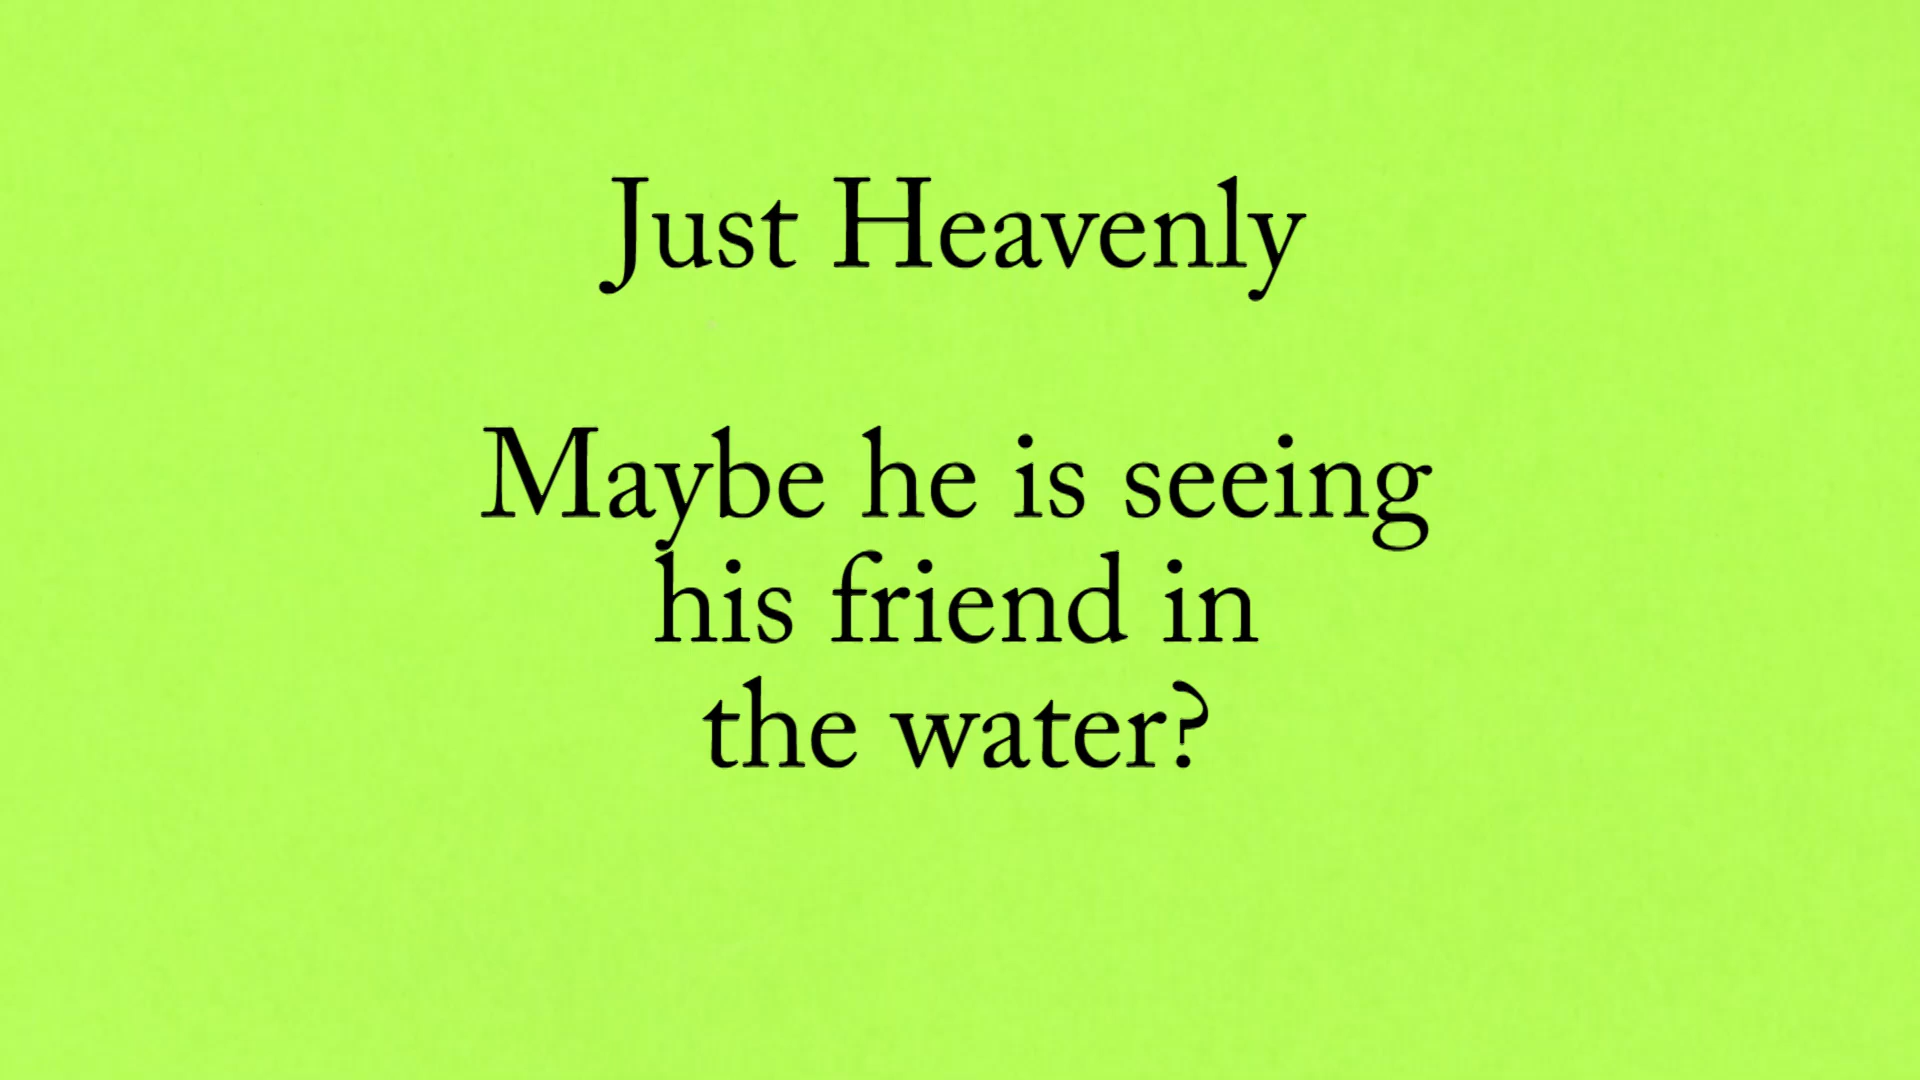 Just Heavenly
Maybe he is seeing
his friend in
the water?